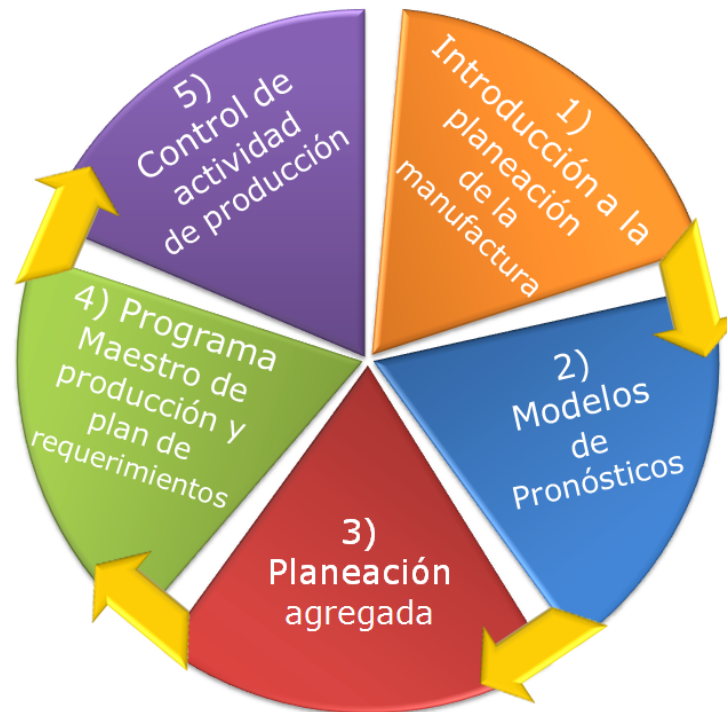 1)
Introducción a la
planeación
de la
manufactura
2)
Modelos
de
Pronósticos
3)
Planeación
agregada
4) Programa
Maestro de
producción y
plan de
requerimientos
5)
Control de
actividad
de producción